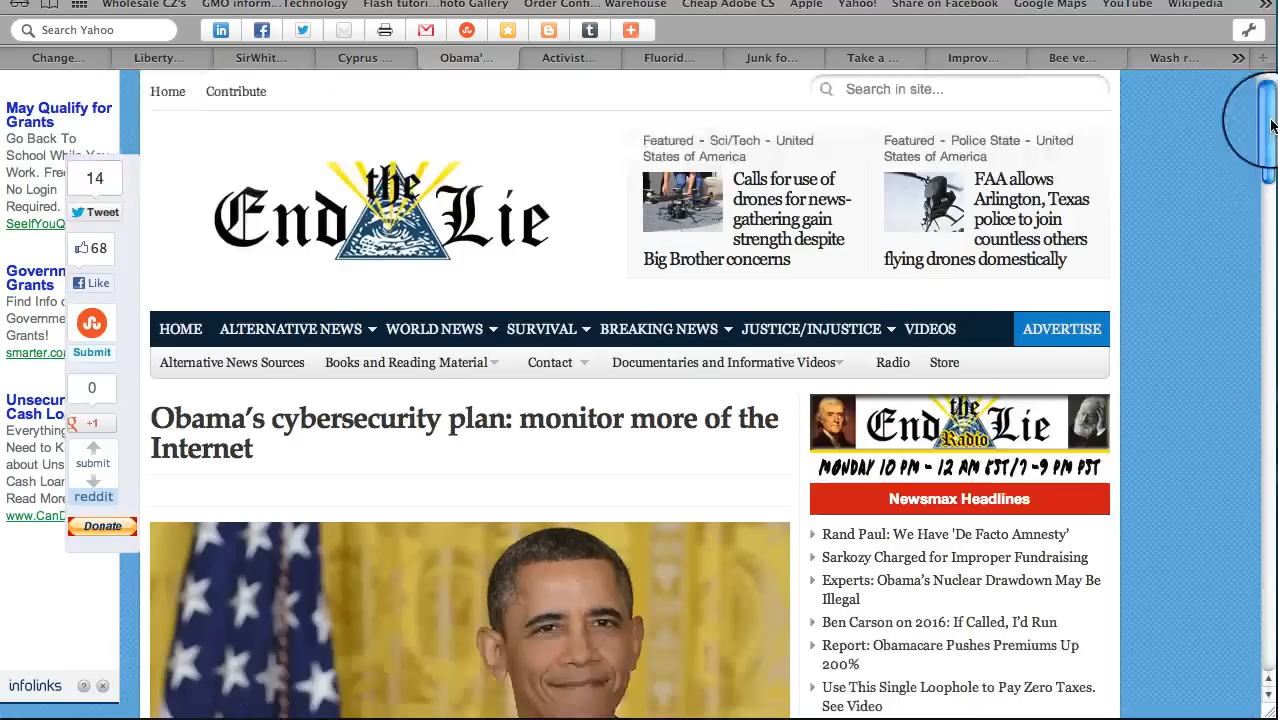 Wholesale CZ's GMO inform...Technology Flash tutori...hoto Gallery Order Confi... Warehouse Cheap Adobe CS Apple Yahoo! Share on Facebook Google Maps YouTube Wikipedia
Search Yahoo
Change... Liberty... SirWhit... Cyprus ... Obama'... Activist... Fluorid... Junk fo... Take a ... Improv... Bee ve... Wash r...
Home Contribute
Search in site...
May Qualify for
Grants
Go Back To
School While You
Work. Free
No Login
Required.
SeeIfYouQ
14
Tweet
68
Like
Governm
Grants
Find Info o
Governme
Grants!
smarter.co
Submit
0
Unsecur
Cash Loa
Everything
Need to K
about Uns
Cash Loan
Read More
www.CanD
+1
submit
reddit
Donate
infolinks
End the Lie
Featured - Sci/Tech - United
States of America
Calls for use of
drones for news-
gathering gain
strength despite
Big Brother concerns
Featured - Police State - United
States of America
FAA allows
Arlington, Texas
police to join
countless others
flying drones domestically
HOME ALTERNATIVE NEWS WORLD NEWS SURVIVAL BREAKING NEWS JUSTICE/INJUSTICE VIDEOS ADVERTISE
Alternative News Sources Books and Reading Material Contact Documentaries and Informative Videos Radio Store
Obama's cybersecurity plan: monitor more of the
Internet
End the Lie
Radio
MONDAY 10 PM - 12 AM EST/7 -9 PM PST
Newsmax Headlines
Rand Paul: We Have 'De Facto Amnesty'
Sarkozy Charged for Improper Fundraising
Experts: Obama's Nuclear Drawdown May Be
Illegal
Ben Carson on 2016: If Called, I'd Run
Report: Obamacare Pushes Premiums Up
200%
Use This Single Loophole to Pay Zero Taxes.
See Video